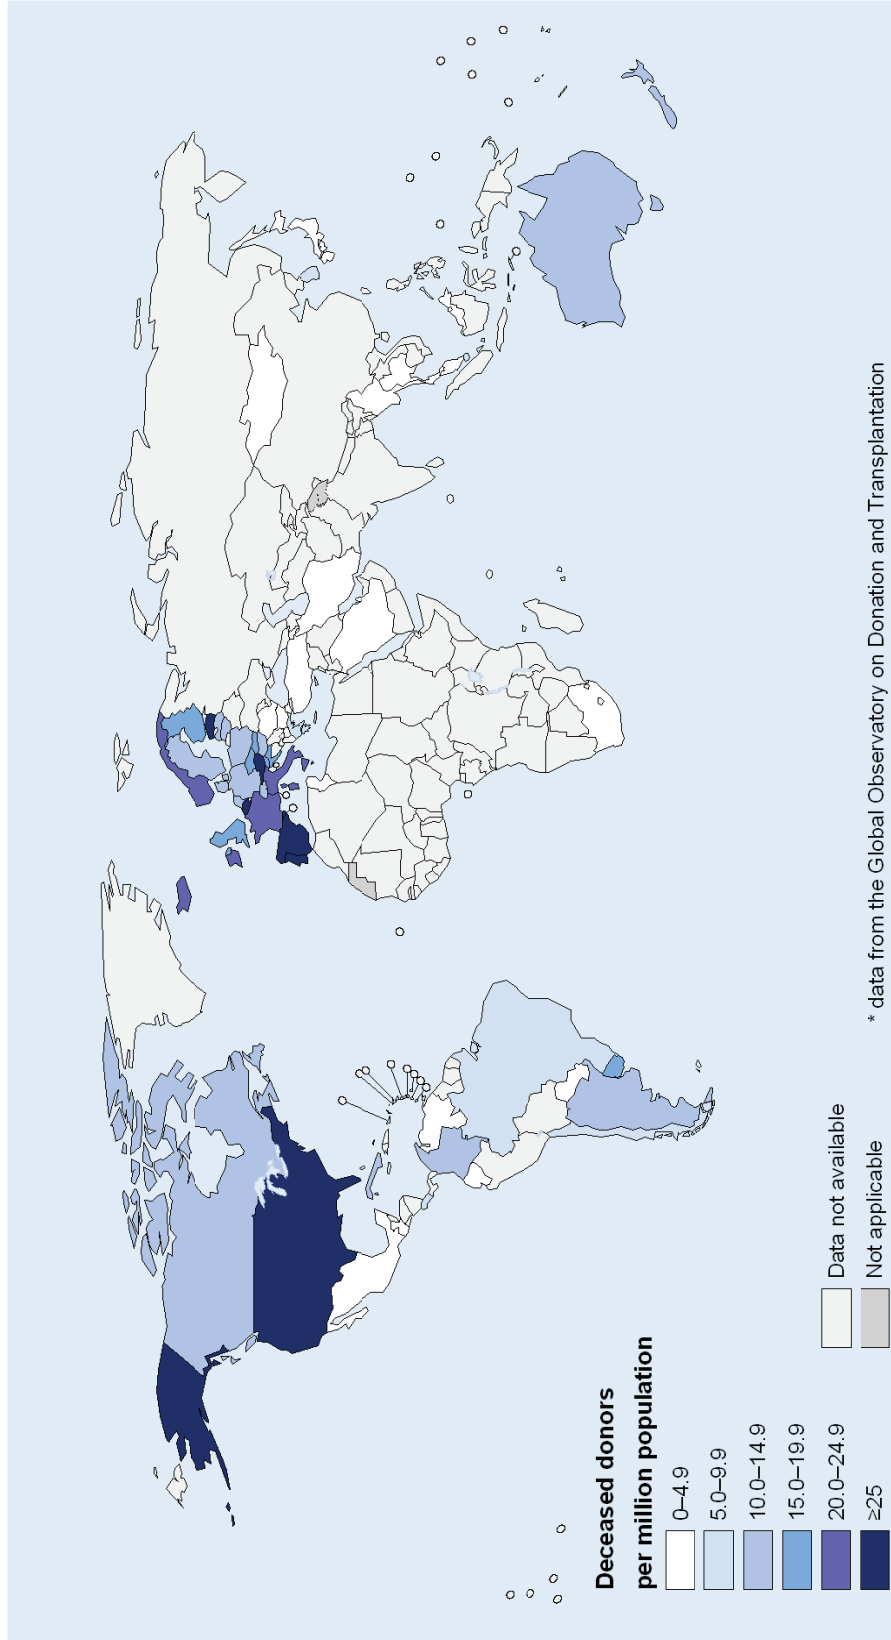 Deceased donors
per million population
0–4.9
5.0–9.9
10.0–14.9
15.0–19.9
20.0–24.9
≥25
Data not available
Not applicable
* data from the Global Observatory on Donation and Transplantation